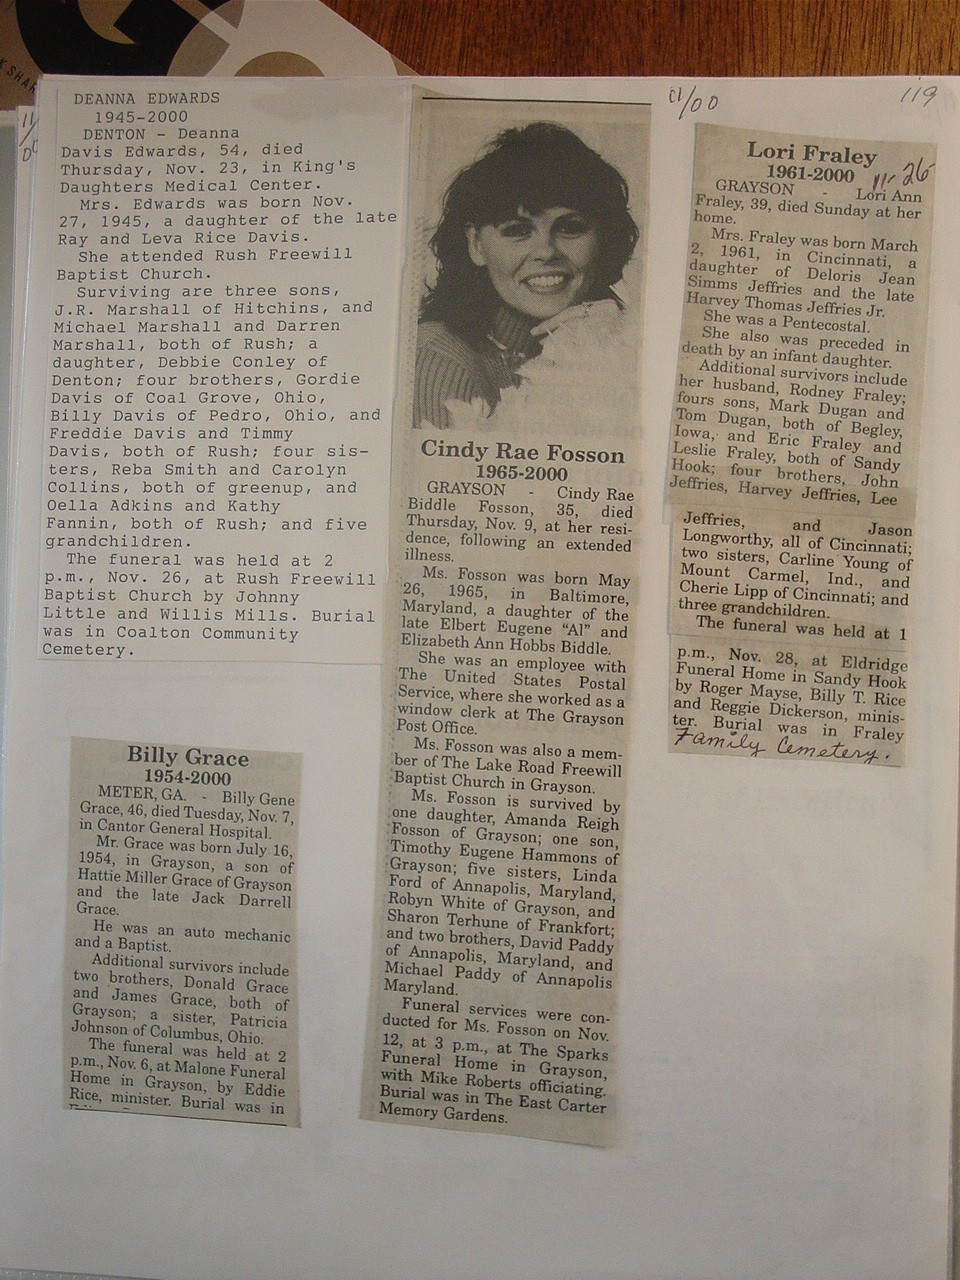 K SHAR
11/00
DEANNA EDWARDS
1945-2000
DENTON - Deanna
Davis Edwards, 54, died
Thursday, Nov. 23, in King's
Daughters Medical Center.
Mrs. Edwards was born Nov.
27, 1945, a daughter of the late
Ray and Leva Rice Davis.
She attended Rush Freewill
Baptist Church.
Surviving are three sons,
J.R. Marshall of Hitchins, and
Michael Marshall and Darren
Marshall, both of Rush; a
daughter, Debbie Conley of
Denton; four brothers, Gordie
Davis of Coal Grove, Ohio,
Billy Davis of Pedro, Ohio, and
Freddie Davis and Timmy
Davis, both of Rush; four sis-
ters, Reba Smith and Carolyn
Collins, both of greenup, and
Oella Adkins and Kathy
Fannin, both of Rush; and five
grandchildren.
The funeral was held at 2
p.m., Nov. 26, at Rush Freewill
Baptist Church by Johnny
Little and Willis Mills. Burial
was in Coalton Community
Cemetery.
Billy Grace
1954-2000
METER, GA. - Billy Gene
Grace, 46, died Tuesday, Nov. 7,
in Cantor General Hospital.
Mr. Grace was born July 16,
1954, in Grayson, a son of
Hattie Miller Grace of Grayson
and the late Jack Darrell
Grace.
He was an auto mechanic
and a Baptist.
Additional survivors include
two brothers, Donald Grace
and James Grace, both of
Grayson; a sister, Patricia
Johnson of Columbus, Ohio.
The funeral was held at 2
p.m., Nov. 6, at Malone Funeral
Home in Grayson, by Eddie
Rice, minister. Burial was in
Cindy Rae Fosson
1965-2000
GRAYSON - Cindy Rae
Biddle Fosson, 35, died
Thursday, Nov. 9, at her resi-
dence, following an extended
illness.
Ms. Fosson was born May
26, 1965, in Baltimore,
Maryland, a daughter of the
late Elbert Eugene "Al" and
Elizabeth Ann Hobbs Biddle.
She was an employee with
The United States Postal
Service, where she worked as a
window clerk at The Grayson
Post Office.
Ms. Fosson was also a mem-
ber of The Lake Road Freewill
Baptist Church in Grayson.
Ms. Fosson is survived by
one daughter, Amanda Reigh
Fosson of Grayson; one son,
Timothy Eugene Hammons of
Grayson; five sisters, Linda
Ford of Annapolis, Maryland,
Robyn White of Grayson, and
Sharon Terhune of Frankfort;
and two brothers, David Paddy
of Annapolis, Maryland, and
Michael Paddy of Annapolis
Maryland.
Funeral services were con-
ducted for Ms. Fosson on Nov.
12, at 3 p.m., at The Sparks
Funeral Home in Grayson,
with Mike Roberts officiating.
Burial was in The East Carter
Memory Gardens.
11/00
119
Lori Fraley
1961-2000
11-26
GRAYSON - Lori Ann
Fraley, 39, died Sunday at her
home.
Mrs. Fraley was born March
2, 1961, in Cincinnati, a
daughter of Deloris Jean
Simms Jeffries and the late
Harvey Thomas Jeffries Jr.
She was a Pentecostal.
She also was preceded in
death by an infant daughter.
Additional survivors include
her husband, Rodney Fraley;
fours sons, Mark Dugan and
Tom Dugan, both of Begley,
Iowa, and Eric Fraley and
Leslie Fraley, both of Sandy
Hook; four brothers, John
Jeffries, Harvey Jeffries, Lee
Jeffries, and Jason
Longworthy, all of Cincinnati;
two sisters, Carline Young of
Mount Carmel, Ind., and
Cherie Lipp of Cincinnati; and
three grandchildren.
The funeral was held at 1
p.m., Nov. 28, at Eldridge
Funeral Home in Sandy Hook
by Roger Mayse, Billy T. Rice
and Reggie Dickerson, minis-
ter. Burial was in Fraley
Family Cemetery.